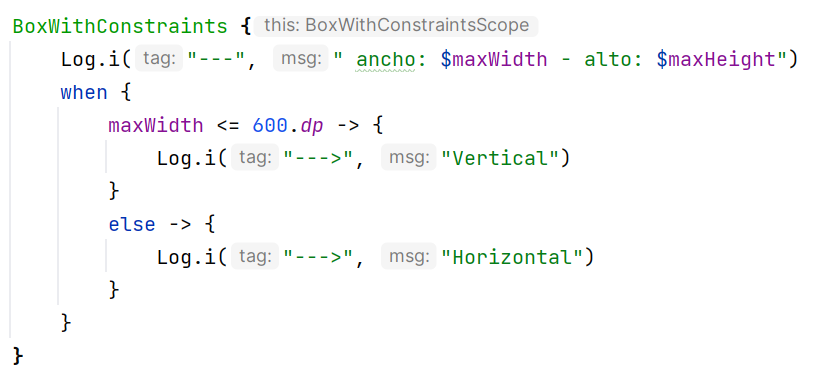 BoxWithConstraints { this: BoxWithConstraintsScope
    Log.i( tag: "---", msg: " ancho: $maxWidth - alto: $maxHeight")
    when {
        maxWidth <= 600.dp -> {
            Log.i( tag: "--->", msg: "Vertical")
        }
        else -> {
            Log.i( tag: "--->", msg: "Horizontal")
        }
    }
}